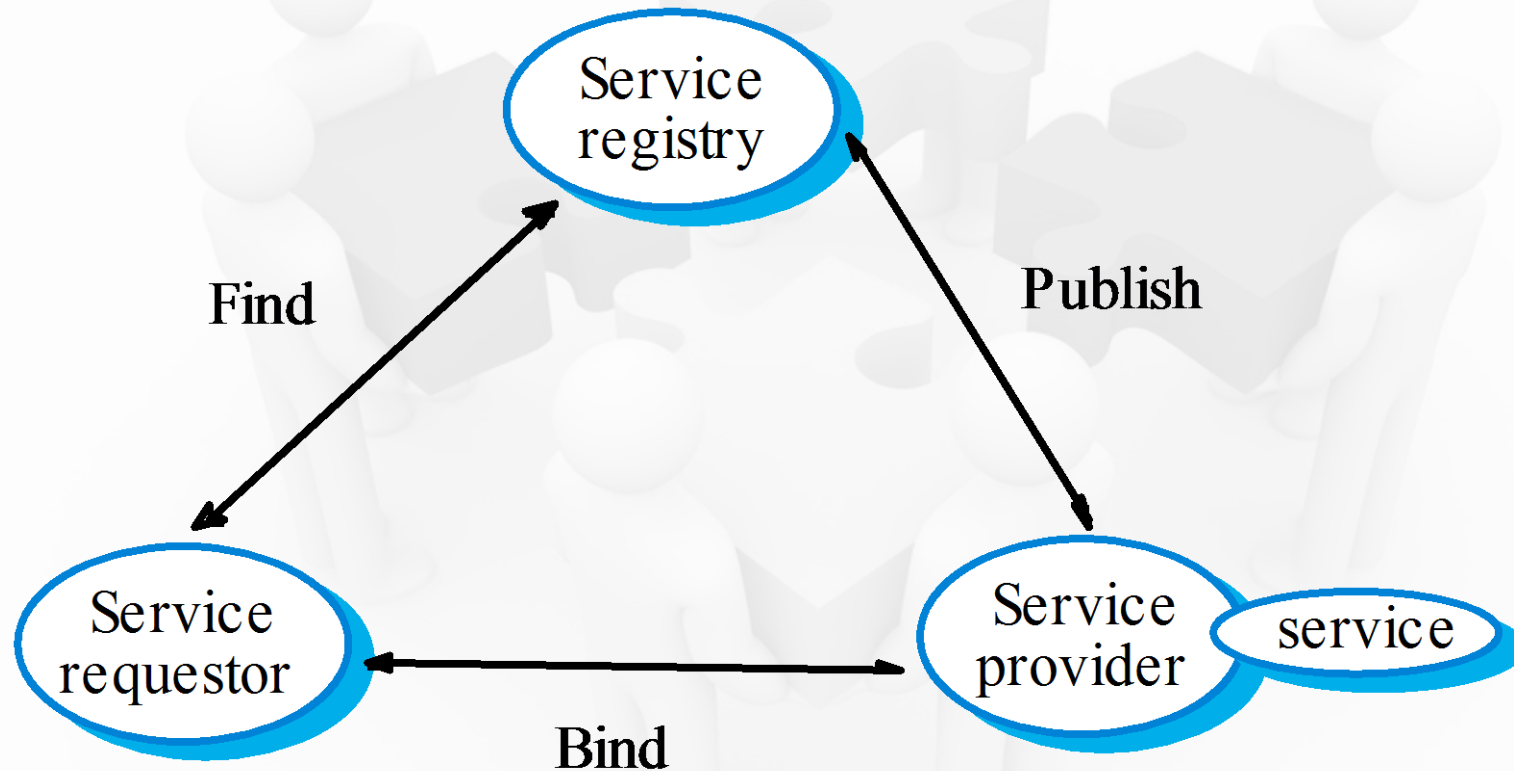 Service
registry
Find
Publish
Service
requestor
Service
provider
service
Bind